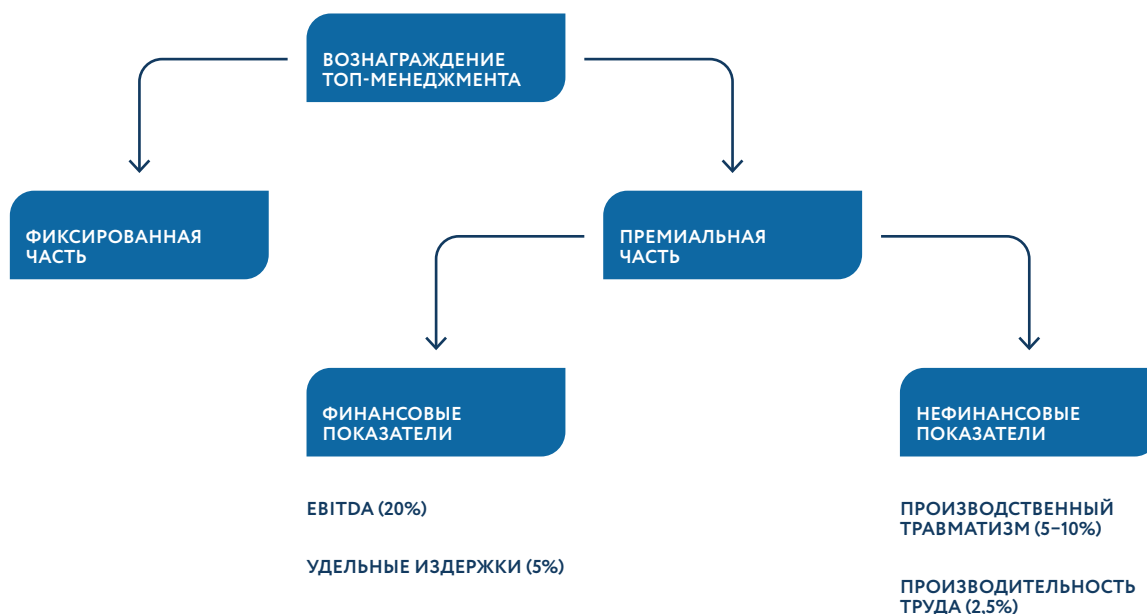 ВОЗНАГРАЖДЕНИЕ
ТОП-МЕНЕДЖМЕНТА
ФИКСИРОВАННАЯ
ЧАСТЬ
ПРЕМИАЛЬНАЯ
ЧАСТЬ
ФИНАНСОВЫЕ
ПОКАЗАТЕЛИ
НЕФИНАНСОВЫЕ
ПОКАЗАТЕЛИ
EBITDA (20%)
УДЕЛЬНЫЕ ИЗДЕРЖКИ (5%)
ПРОИЗВОДСТВЕННЫЙ
ТРАВМАТИЗМ (5–10%)
ПРОИЗВОДИТЕЛЬНОСТЬ
ТРУДА (2,5%)